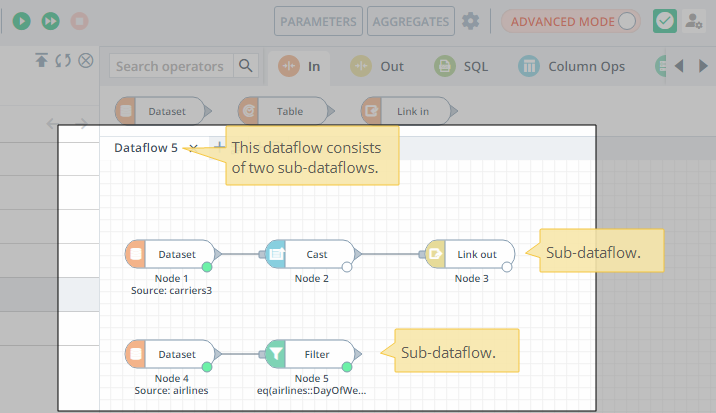 PARAMETERS
AGGREGATES
ADVANCED MODE
Search operators
In
Out
SQL
Column Ops
Dataset
Table
Link in
Dataflow 5
This dataflow consists
of two sub-dataflows.
Dataset
Cast
Link out
Sub-dataflow.
Node 1
Node 2
Node 3
Source: carriers3
Dataset
Filter
Sub-dataflow.
Node 4
Node 5
Source: airlines
eq(airlines::DayOfWe...